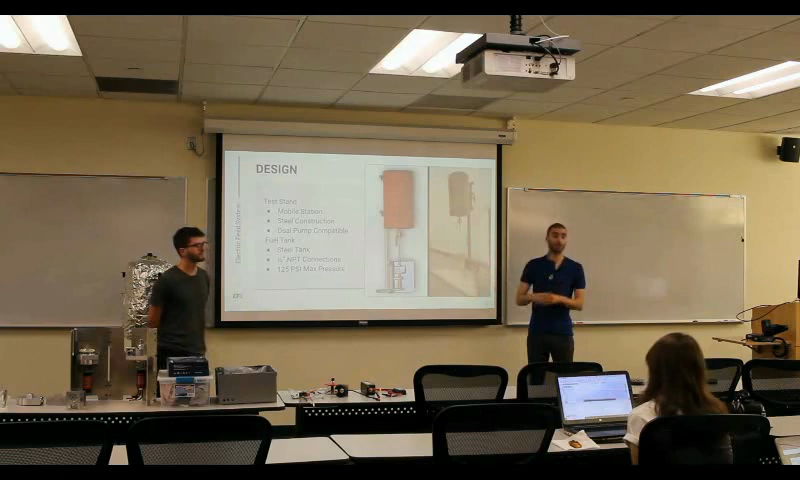 DESIGN
Test Stand
Mobile Station
Steel Construction
Dual Pump Compatible
Fuel Tank
Steel Tank
½" NPT Connections
125 PSI Max Pressure